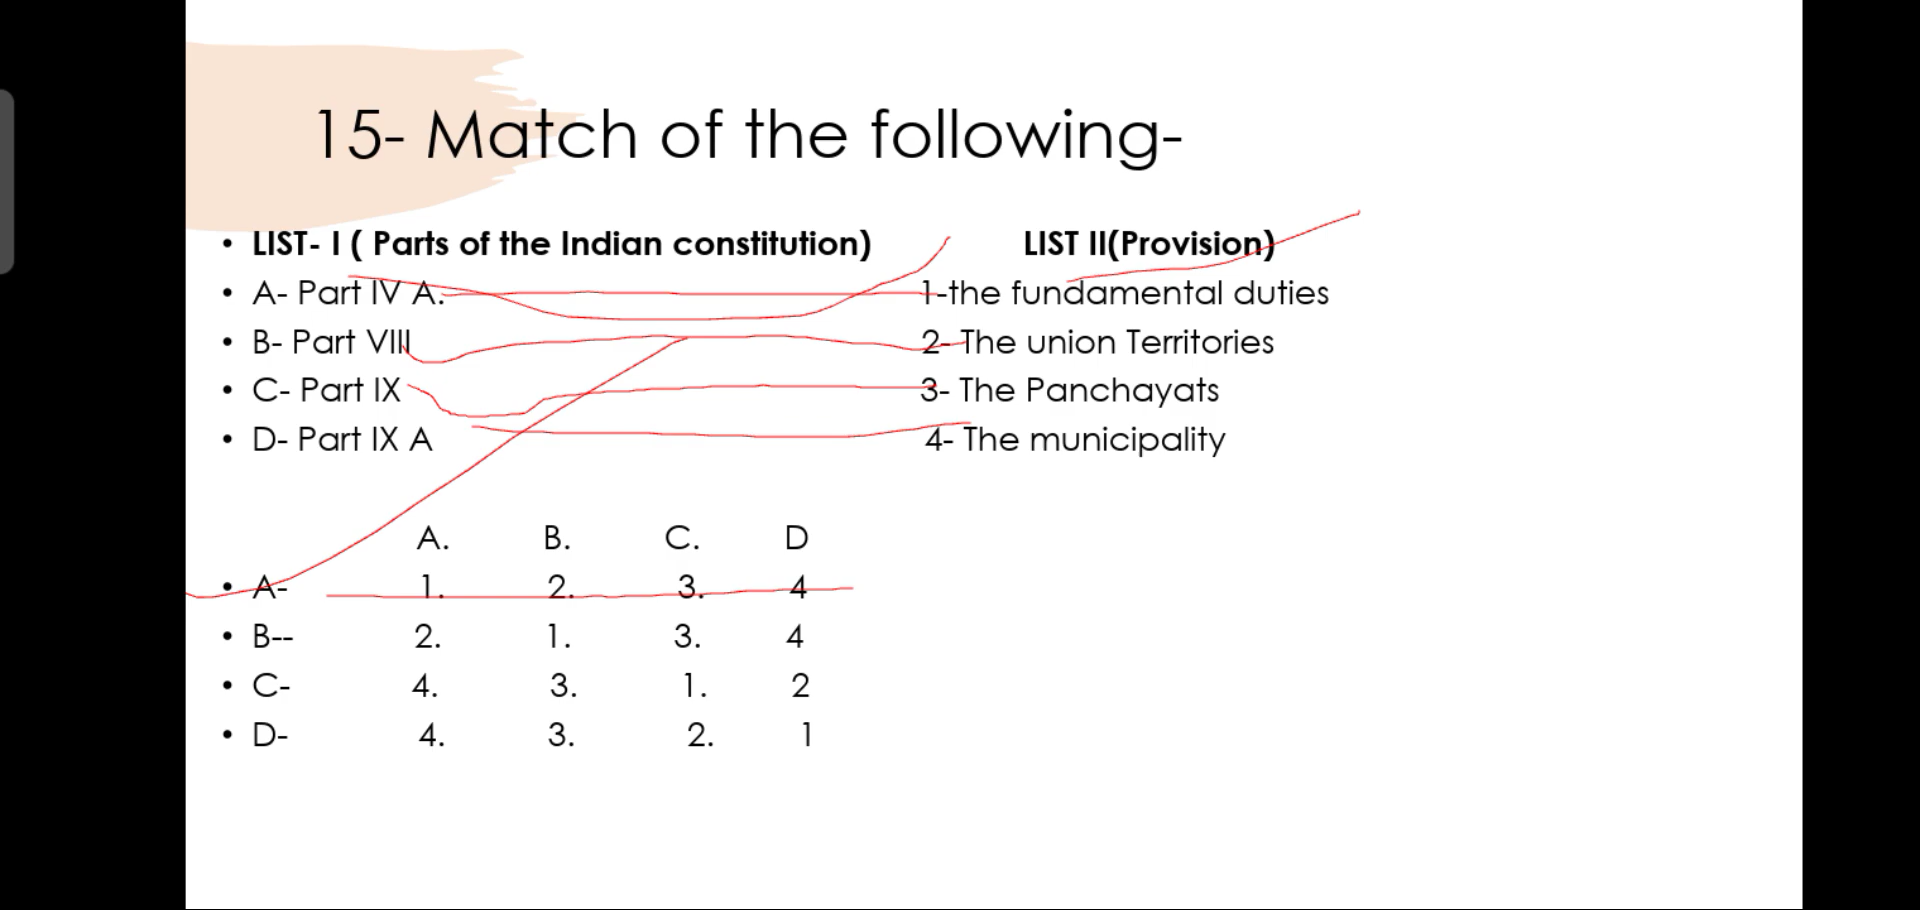 15- Match of the following-
• LIST- I ( Parts of the Indian constitution) LIST II(Provision)
• A- Part IV A. 1-the fundamental duties
• B- Part VIII 2- The union Territories
• C- Part IX 3- The Panchayats
• D- Part IX A 4- The municipality
A. B. C. D
• A- 1. 2. 3. 4
• B-- 2. 1. 3. 4
• C- 4. 3. 1. 2
• D- 4. 3. 2. 1